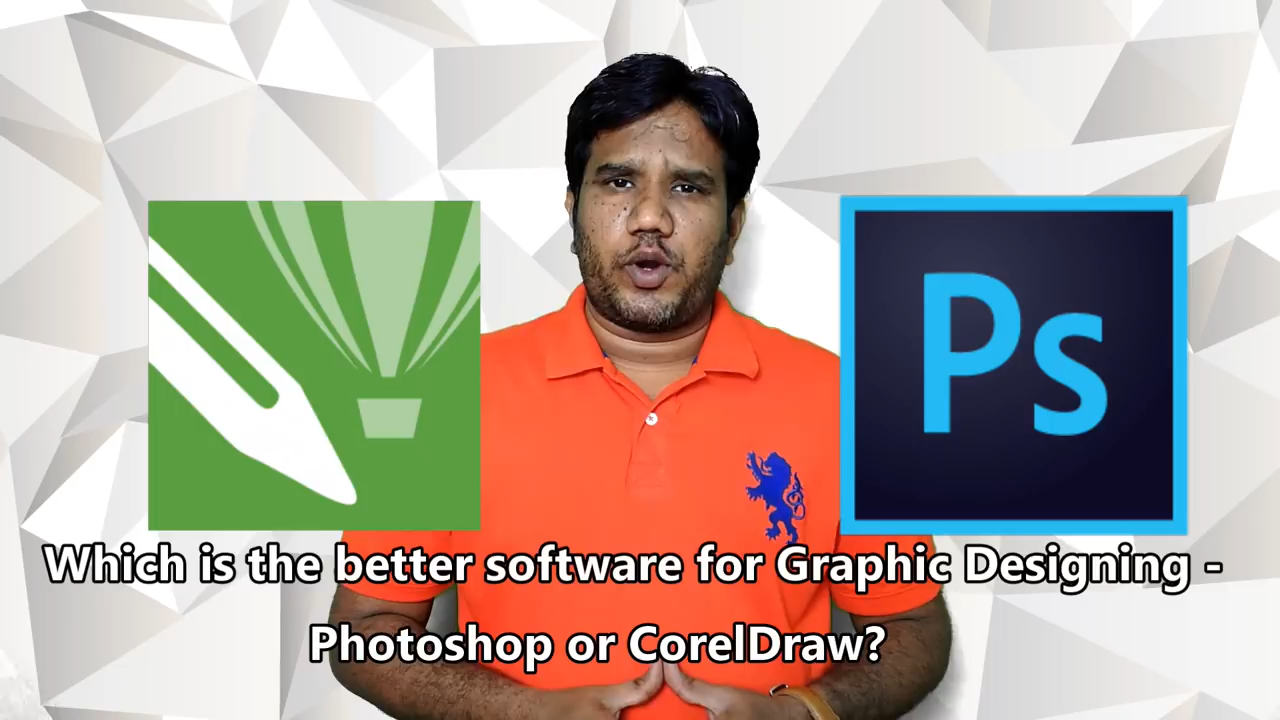 Ps
Which is the better software for Graphic Designing -
Photoshop or CorelDraw?